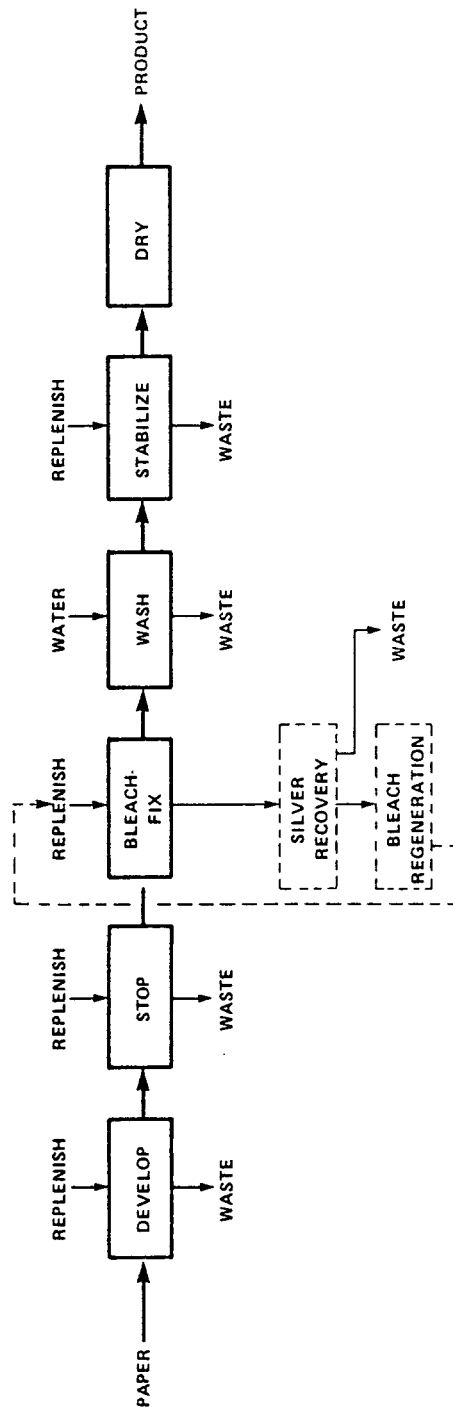 PAPER
REPLENISH
DEVELOP
WASTE
REPLENISH
STOP
WASTE
REPLENISH
BLEACH-
FIX
SILVER
RECOVERY
BLEACH
REGENERATION
WASTE
WATER
WASH
WASTE
REPLENISH
STABILIZE
WASTE
DRY
PRODUCT